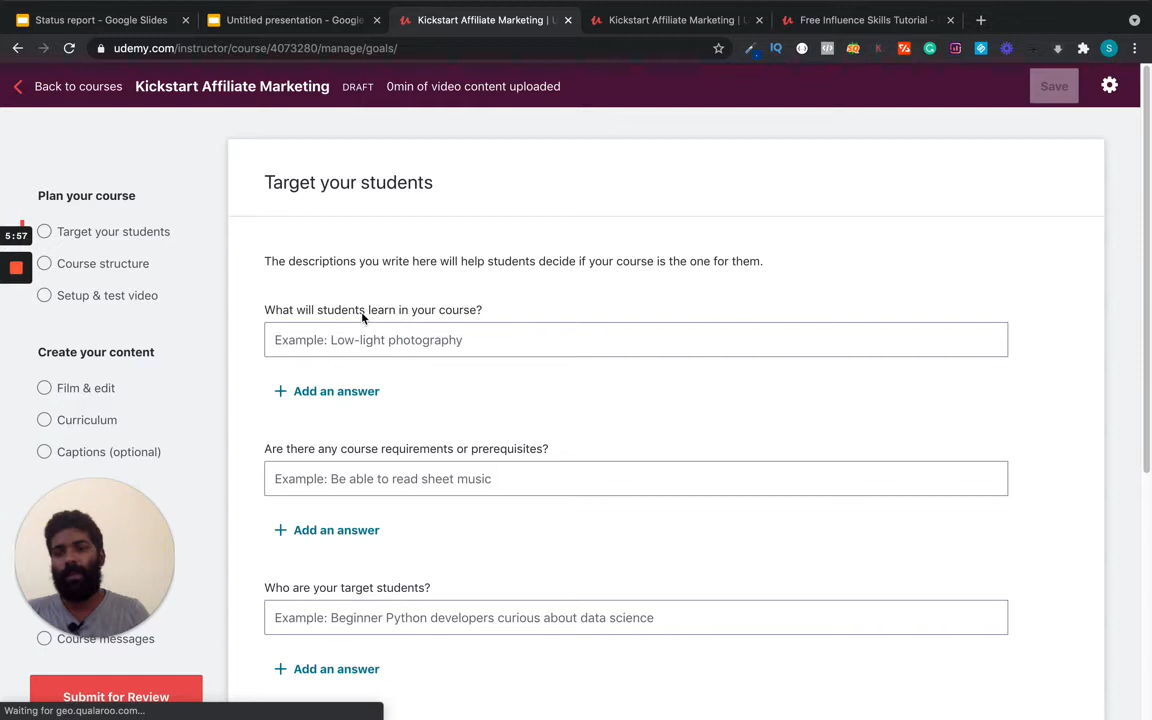 Status report - Google Slides
Untitled presentation - Google
Kickstart Affiliate Marketing | U
Kickstart Affiliate Marketing | U
Free Influence Skills Tutorial -
udemy.com/instructor/course/4073280/manage/goals/
S
Back to courses
Kickstart Affiliate Marketing
DRAFT
0min of video content uploaded
Save
Target your students
Plan your course
Target your students
5:57
Course structure
Setup & test video
Create your content
Film & edit
Curriculum
Captions (optional)
Course messages
Submit for Review
The descriptions you write here will help students decide if your course is the one for them.
What will students learn in your course?
Example: Low-light photography
+ Add an answer
Are there any course requirements or prerequisites?
Example: Be able to read sheet music
+ Add an answer
Who are your target students?
Example: Beginner Python developers curious about data science
+ Add an answer
Waiting for geo.qualaroo.com...